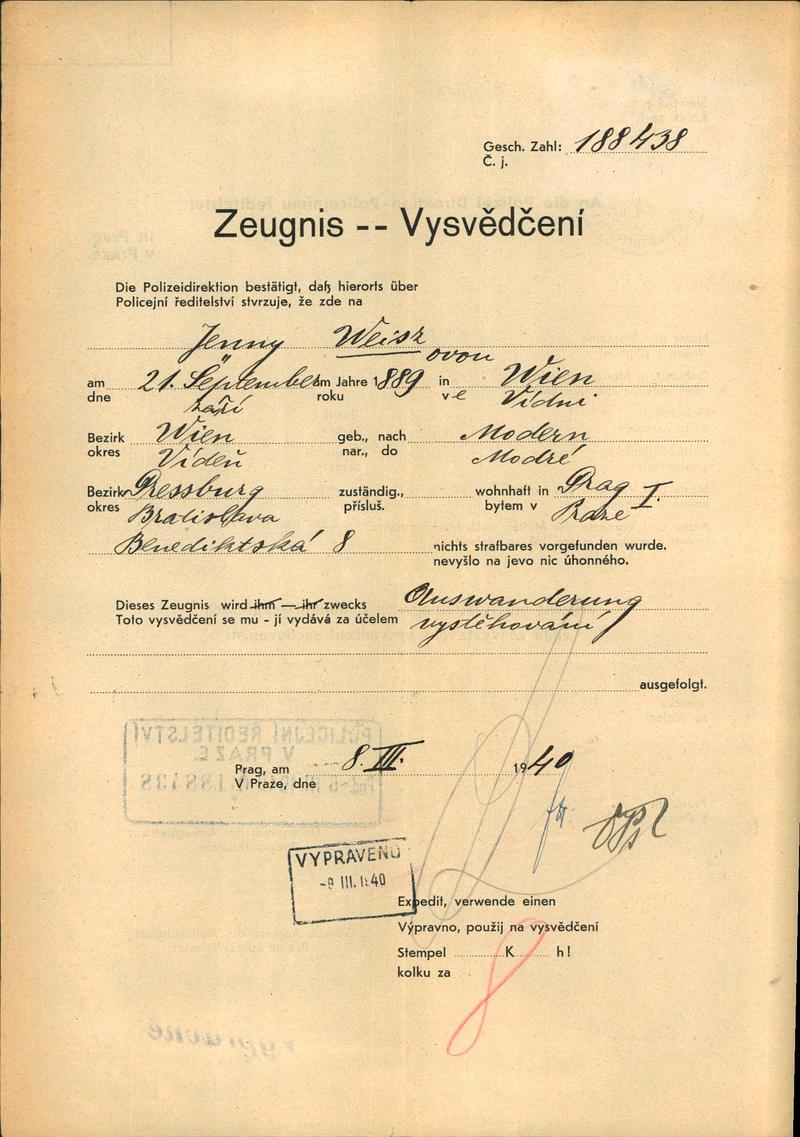 Gesch. Zahl: 188438
Č. j.
Zeugnis -- Vysvědčení
Die Polizeidirektion bestätigt, daß hierorts über
Policejní ředitelství stvrzuje, že zde na
Jenny Weisz
ovou
am 21. September im Jahre 1889 in Wien
dne září roku ve Vídni
Bezirk Wien geb., nach Modern
okres Vídeň nar., do Modré
Bezirk Pressburg zuständig., wohnhaft in Prag I.
okres Bratislava přísluš. bytem v Praze
Benediktská 8 nichts strafbares vorgefunden wurde.
nevyšlo na jevo nic úhonného.
Dieses Zeugnis wird ihm — ihr zwecks Auswanderung
Toto vysvědčení se mu - jí vydává za účelem vystěhování
ausgefolgt.
POLICEJNÍ ŘEDITELSTVÍ
V PRAZE.
188438
Prag, am 8. III. 1940
V Praze, dne
VYPRAVENO
-9 III. 1940
Expedit, verwende einen
Výpravno, použij na vysvědčení
Stempel K h!
kolku za 8